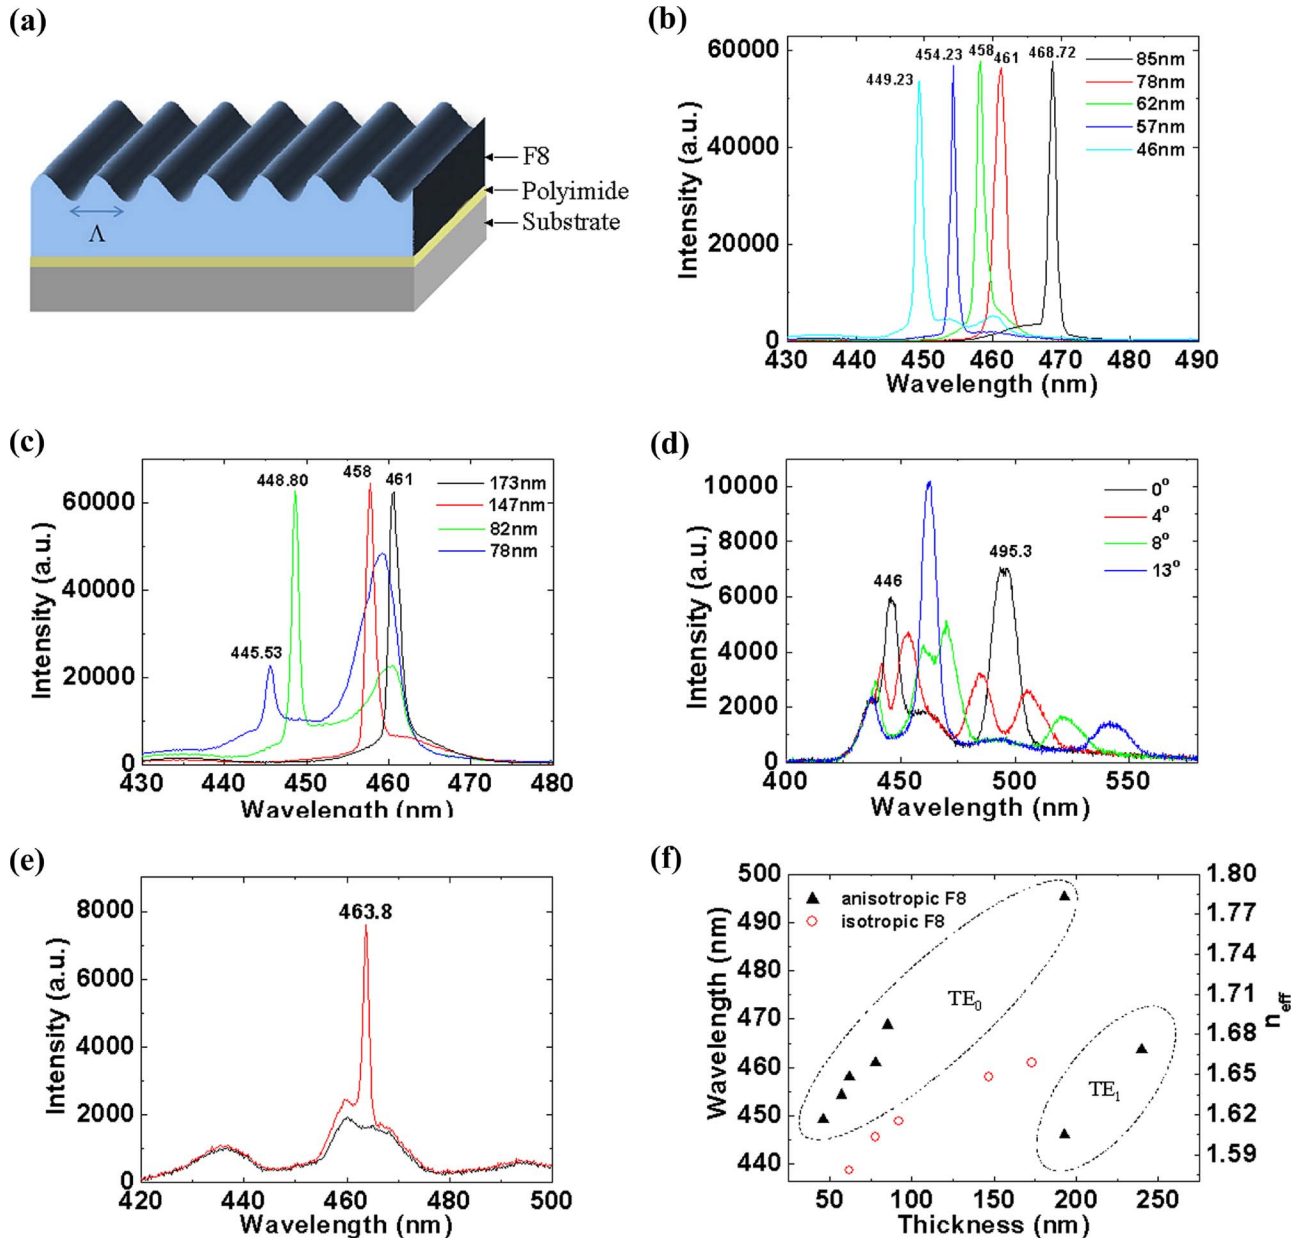 (a)
F8
Polyimide
Substrate
Λ
(b)
60000
40000
20000
0
Intensity (a.u.)
449.23
454.23
458
461
468.72
85nm
78nm
62nm
57nm
46nm
430 440 450 460 470 480 490
Wavelength (nm)
(c)
60000
40000
20000
0
Intensity (a.u.)
445.53
448.80
458
461
173nm
147nm
82nm
78nm
430 440 450 460 470 480
Wavelength (nm)
(d)
10000
8000
6000
4000
2000
0
Intensity (a.u.)
446
495.3
0°
4°
8°
13°
400 450 500 550
Wavelength (nm)
(e)
8000
6000
4000
2000
0
Intensity (a.u.)
463.8
420 440 460 480 500
Wavelength (nm)
(f)
500
490
480
470
460
450
440
Wavelength (nm)
anisotropic F8
isotropic F8
TE₀
TE₁
1.80
1.77
1.74
1.71
1.68
1.65
1.62
1.59
n_eff
50 100 150 200 250
Thickness (nm)